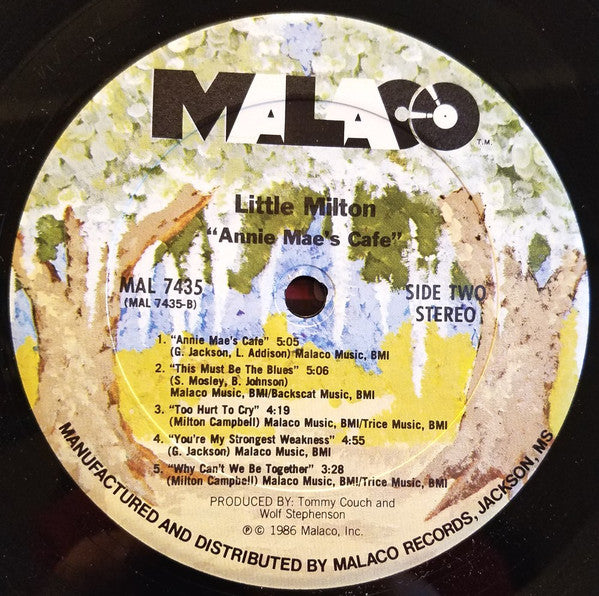 MALACO
T.M.
Little Milton
"Annie Mae's Cafe"
MAL 7435
(MAL 7435-B)
SIDE TWO
STEREO
1. "Annie Mae's Cafe" 5:05
(G. Jackson, L. Addison) Malaco Music, BMI
2. "This Must Be The Blues" 5:06
(S. Mosley, B. Johnson)
Malaco Music, BMI/Backscat Music, BMI
3. "Too Hurt To Cry" 4:19
(Milton Campbell) Malaco Music, BMI/Trice Music, BMI
4. "You're My Strongest Weakness" 4:55
(G. Jackson) Malaco Music, BMI
5. "Why Can't We Be Together" 3:28
(Milton Campbell) Malaco Music, BMI/Trice Music, BMI
PRODUCED BY: Tommy Couch and
Wolf Stephenson
℗ © 1986 Malaco, Inc.
MANUFACTURED AND DISTRIBUTED BY MALACO RECORDS, JACKSON, MS